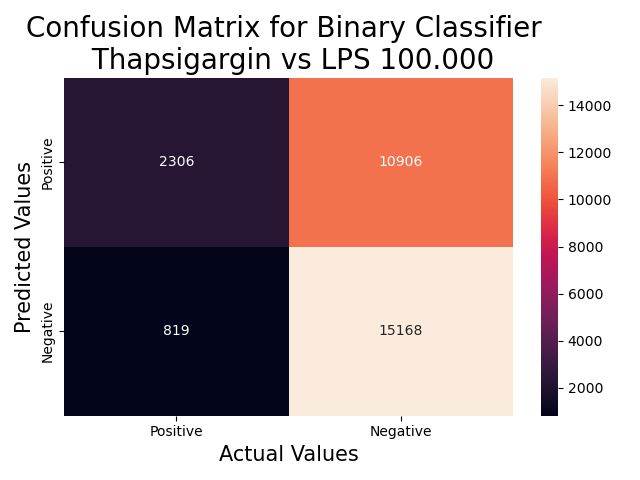 Confusion Matrix for Binary Classifier
Thapsigargin vs LPS 100.000
Predicted Values
Positive
2306 10906
Negative
819 15168
Positive Negative
Actual Values
14000
12000
10000
8000
6000
4000
2000